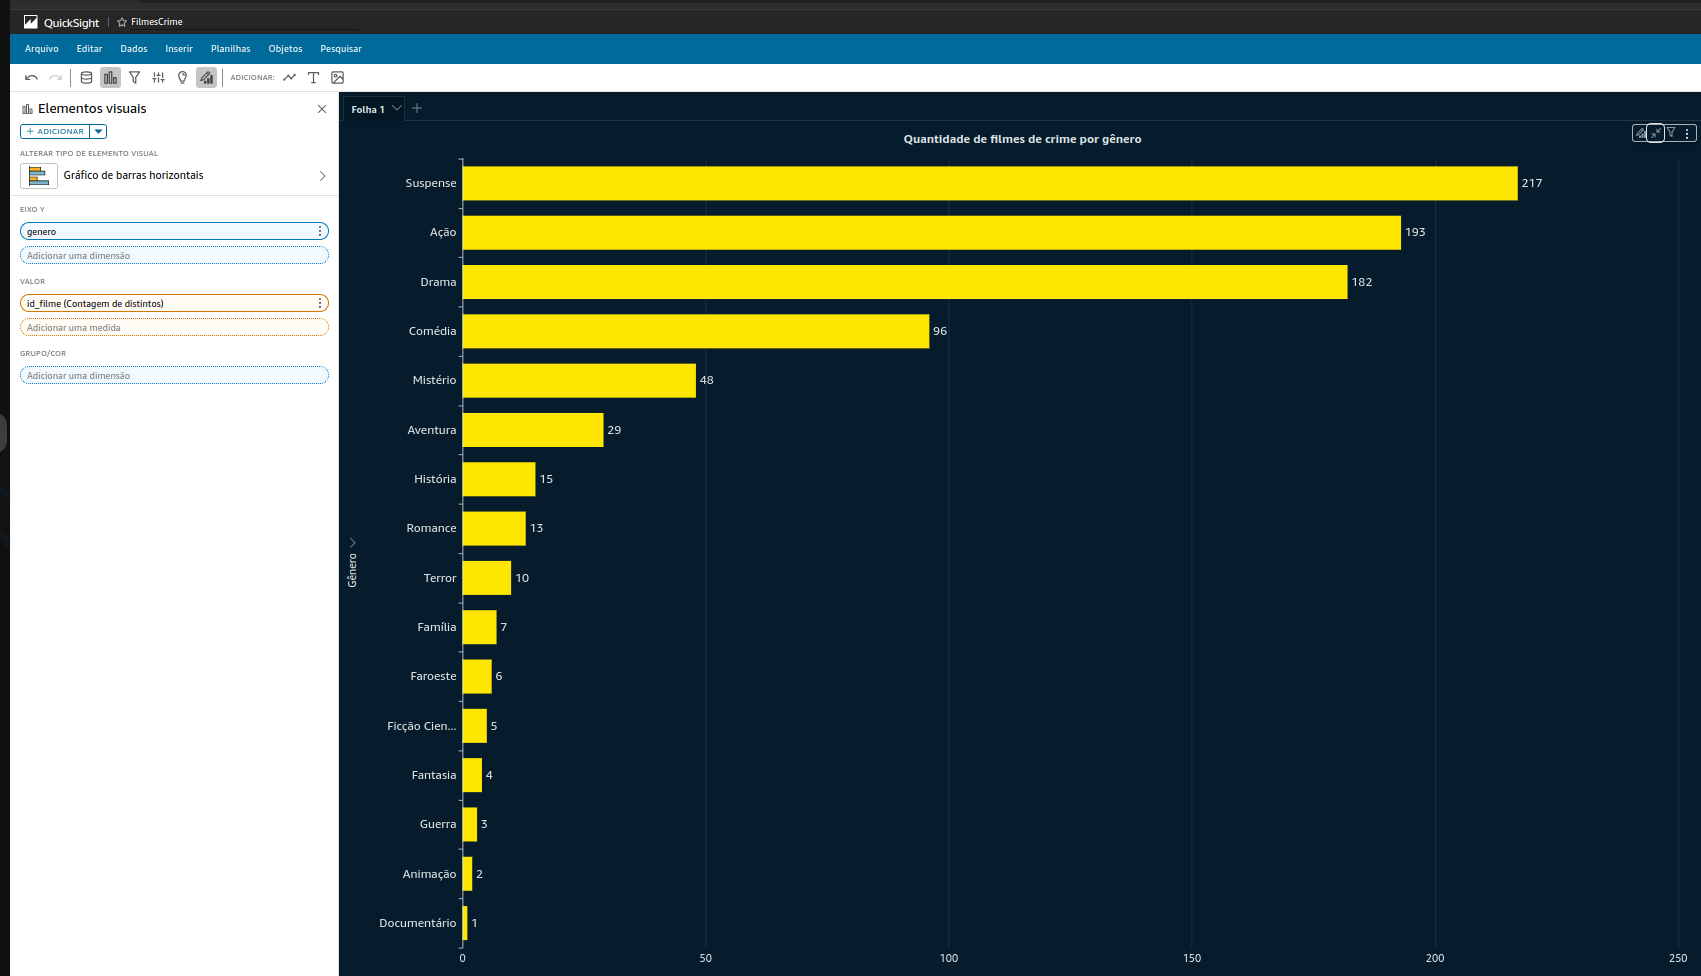 QuickSight
FilmesCrime
Arquivo Editar Dados Inserir Planilhas Objetos Pesquisar
ADICIONAR:
Elementos visuais
+ ADICIONAR
ALTERAR TIPO DE ELEMENTO VISUAL
Gráfico de barras horizontais
EIXO Y
genero
Adicionar uma dimensão
VALOR
id_filme (Contagem de distintos)
Adicionar uma medida
GRUPO/COR
Adicionar uma dimensão
Folha 1
Quantidade de filmes de crime por gênero
Gênero
Suspense 217
Ação 193
Drama 182
Comédia 96
Mistério 48
Aventura 29
História 15
Romance 13
Terror 10
Família 7
Faroeste 6
Ficção Cien... 5
Fantasia 4
Guerra 3
Animação 2
Documentário 1
0 50 100 150 200 250